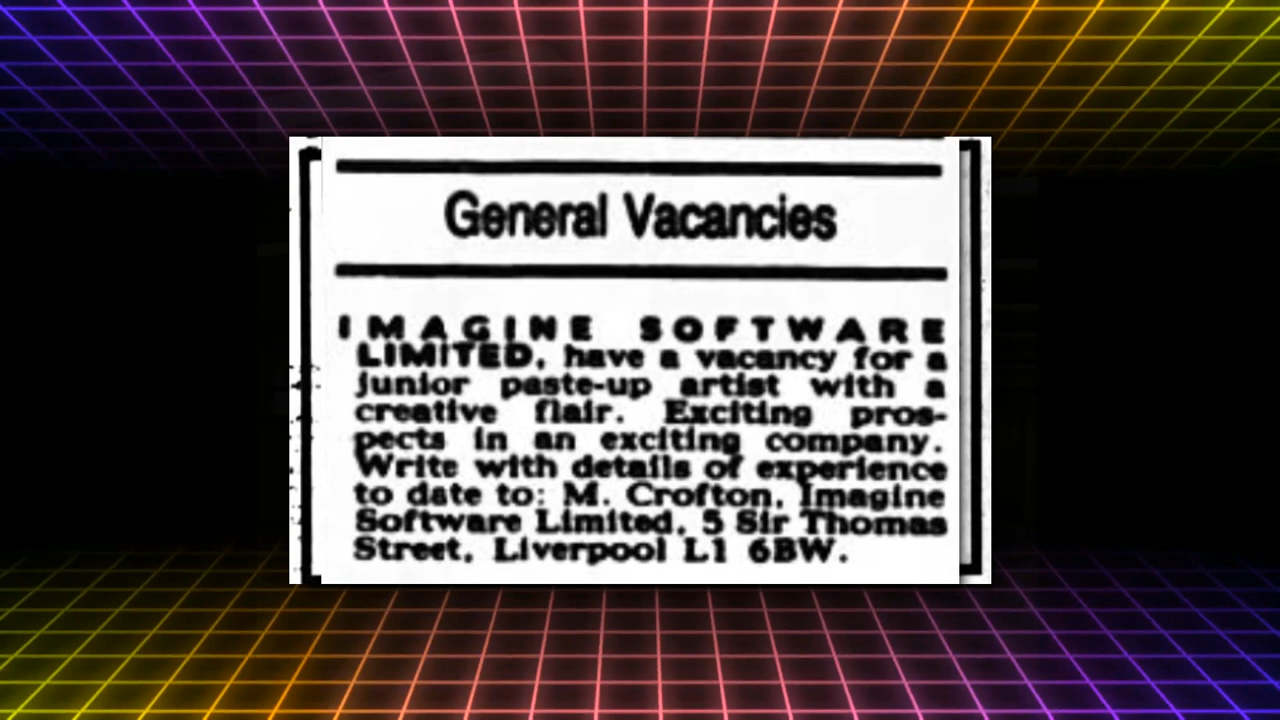 General Vacancies
IMAGINE SOFTWARE
LIMITED, have a vacancy for a
junior paste-up artist with a
creative flair. Exciting pros-
pects in an exciting company.
Write with details of experience
to date to: M. Crofton, Imagine
Software Limited, 5 Sir Thomas
Street, Liverpool L1 6BW.